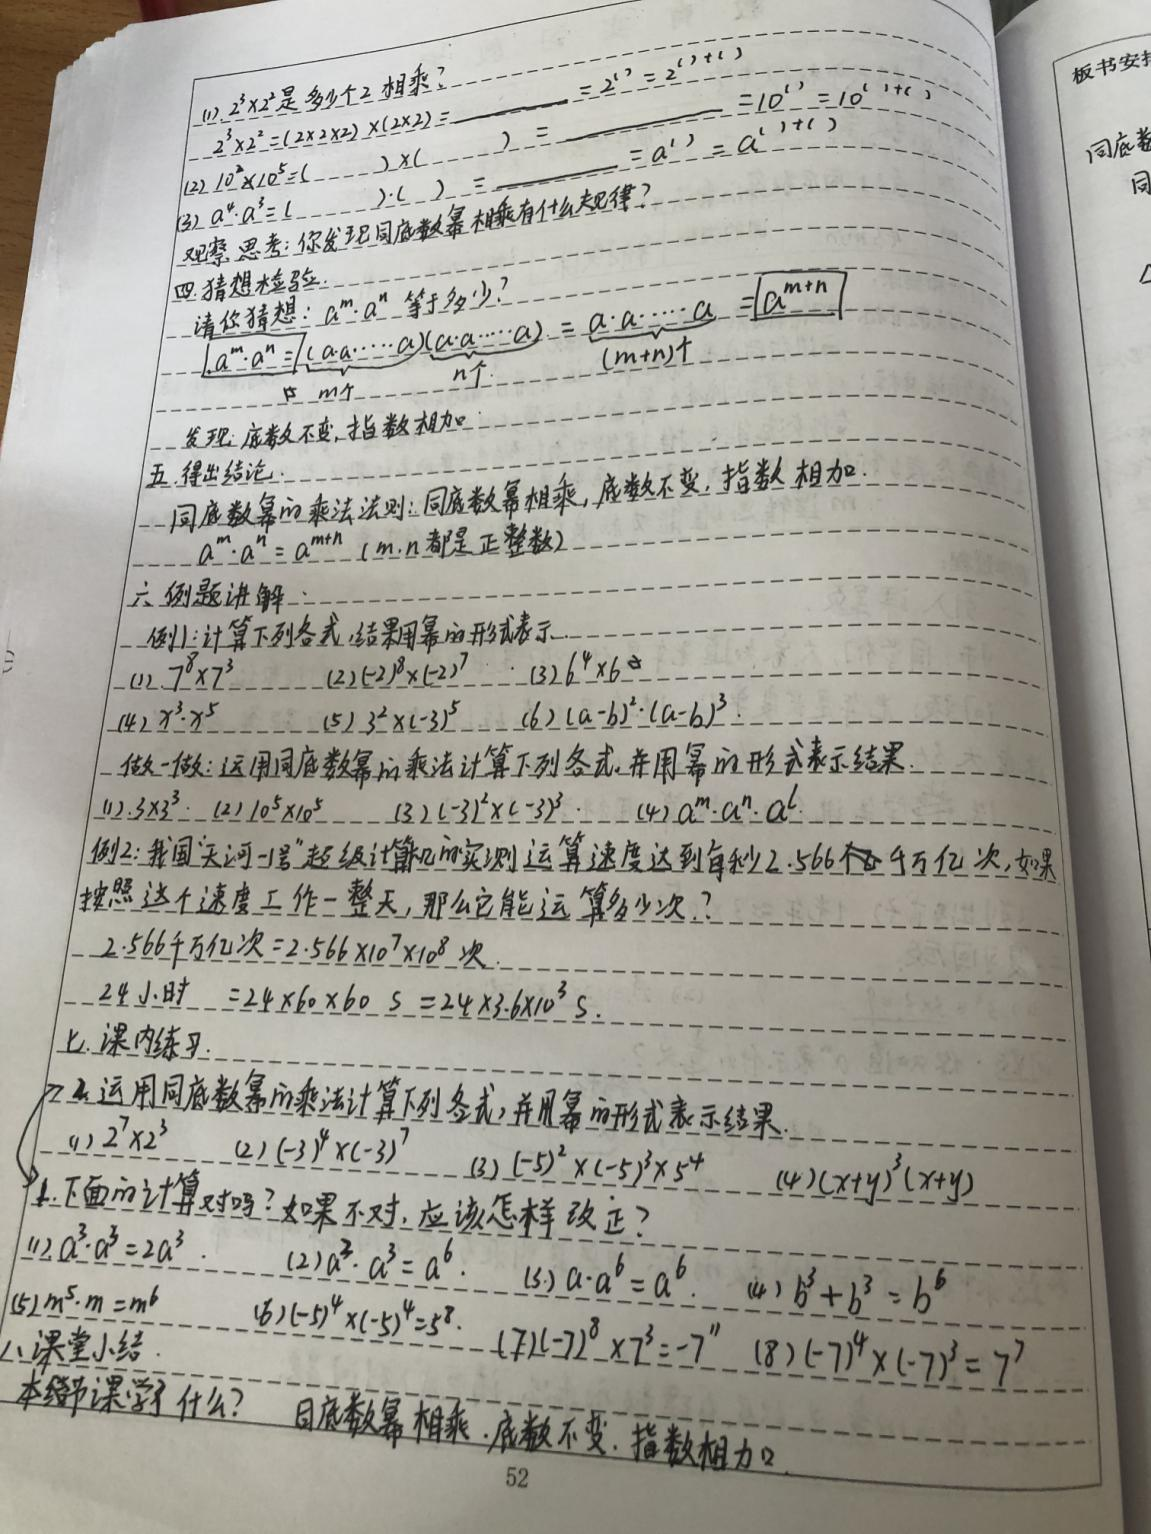 (1) 2³×2²是多少个2相乘?
2³×2²=(2×2×2)×(2×2)=______=2⁽ ⁾=2⁽ ⁾⁺⁽ ⁾
(2) 10²×10⁵=( )×( )=______=10⁽ ⁾=10⁽ ⁾⁺⁽ ⁾
(3) a⁴·a³=( )·( )=______=a⁽ ⁾=a⁽ ⁾⁺⁽ ⁾
观察思考:你发现同底数幂相乘有什么规律?
四.猜想检验.
请你猜想:aᵐ·aⁿ等于多少?
aᵐ·aⁿ=(a·a·····a)(a·a·····a)=a·a·····a=aᵐ⁺ⁿ
m个 n个 (m+n)个
发现:底数不变,指数相加
五.得出结论.
同底数幂的乘法法则:同底数幂相乘,底数不变,指数相加.
aᵐ·aⁿ=aᵐ⁺ⁿ(m.n都是正整数)
六例题讲解:
例1:计算下列各式,结果用幂的形式表示.
(1) 7⁸×7³ (2)(-2)⁸×(-2)⁷ (3)6⁴×6
(4) x³·x⁵ (5) 3²×(-3)⁵ (6)(a-b)²·(a-b)³.
做一做:运用同底数幂的乘法计算下列各式,并用幂的形式表示结果.
(1).3×3³. (2)10⁵×10⁵ (3)(-3)²×(-3)³. (4)aᵐ·aⁿ·aˡ.
例2:我国"天河-1号"超级计算机的实测运算速度达到每秒2.566千万亿次,如果
按照这个速度工作一整天,那么它能运算多少次?
2.566千万亿次=2.566×10⁷×10⁸次.
24小时 =24×60×60 s =24×3.6×10³ s.
七.课内练习.
2.运用同底数幂的乘法计算下列各式,并用幂的形式表示结果.
(1) 2⁷×2³ (2)(-3)⁴×(-3)⁷ (3)(-5)²×(-5)³×5⁴ (4)(x+y)³(x+y)
1.下面的计算对吗?如果不对,应该怎样改正?
(1)a³·a³=2a³. (2)a³·a³=a⁶. (3)a·a⁶=a⁶. (4)b³+b³=b⁶
(5)m⁵·m=m⁶ (6)(-5)⁴×(-5)⁴=5⁸. (7)(-7)⁸×7³=-7¹¹ (8)(-7)⁴×(-7)³=7⁷
八.课堂小结.
本节课学了什么? 同底数幂相乘.底数不变.指数相加.
52
板书安排
同底数
同